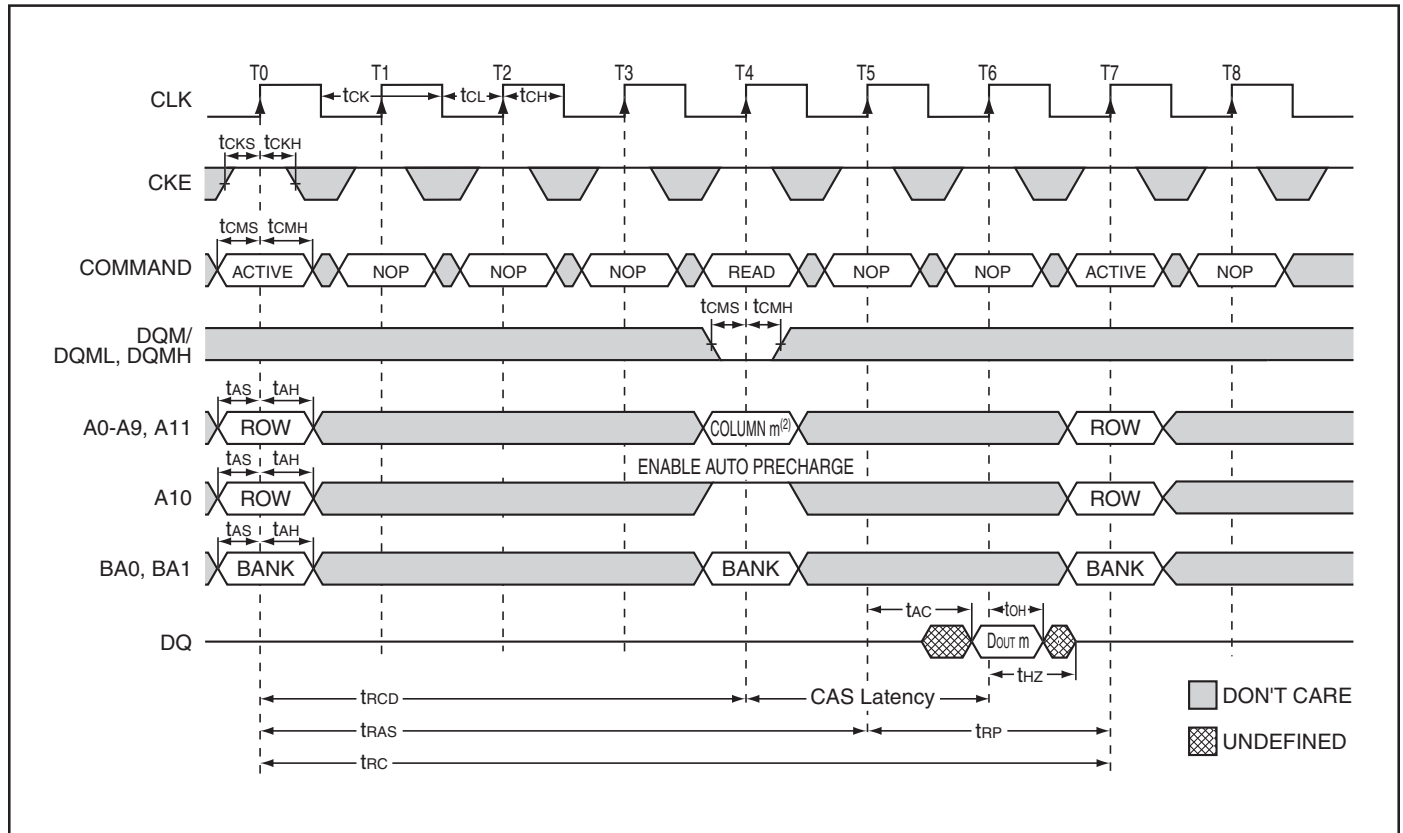 T0 T1 T2 T3 T4 T5 T6 T7 T8
CLK tCK tCL tCH
tCKS tCKH
CKE
tCMS tCMH
COMMAND ACTIVE NOP NOP NOP READ NOP NOP ACTIVE NOP
tCMS tCMH
DQM/
DQML, DQMH
tAS tAH
A0-A9, A11 ROW COLUMN m(2) ROW
tAS tAH ENABLE AUTO PRECHARGE
A10 ROW ROW
tAS tAH
BA0, BA1 BANK BANK BANK
tAC tOH
DQ DOUT m
tHZ
tRCD CAS Latency DON'T CARE
tRAS tRP
UNDEFINED
tRC